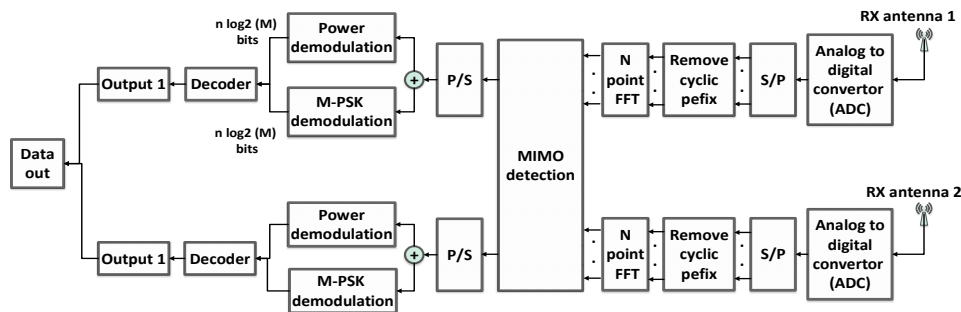 n log2 (M)
bits
Power
demodulation
RX antenna 1
Output 1
Decoder
P/S
N
point
FFT
Remove
cyclic
pefix
S/P
Analog to
digital
convertor
(ADC)
+
M-PSK
demodulation
n log2 (M)
bits
Data
out
MIMO
detection
RX antenna 2
Power
demodulation
Output 1
Decoder
+
P/S
N
point
FFT
Remove
cyclic
pefix
S/P
Analog to
digital
convertor
(ADC)
M-PSK
demodulation